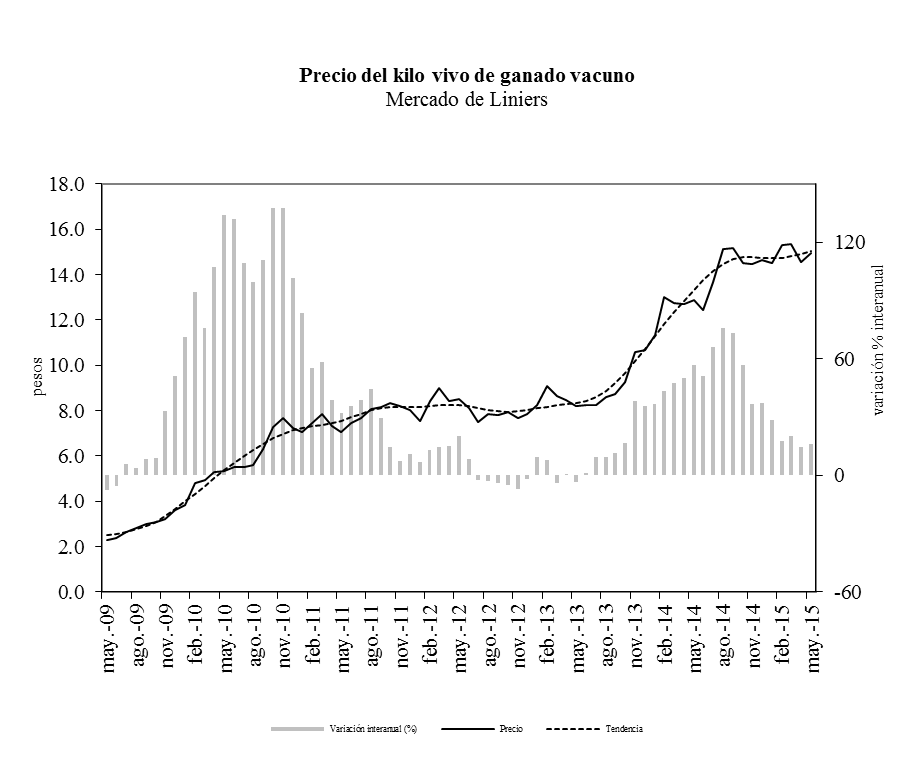 Precio del kilo vivo de ganado vacuno
Mercado de Liniers
18.0
16.0
14.0
12.0
10.0
8.0
6.0
4.0
2.0
0.0
pesos
120
60
0
-60
variación % interanual
may.-09
ago.-09
nov.-09
feb.-10
may.-10
ago.-10
nov.-10
feb.-11
may.-11
ago.-11
nov.-11
feb.-12
may.-12
ago.-12
nov.-12
feb.-13
may.-13
ago.-13
nov.-13
feb.-14
may.-14
ago.-14
nov.-14
feb.-15
may.-15
Variación interanual (%)
Precio
Tendencia